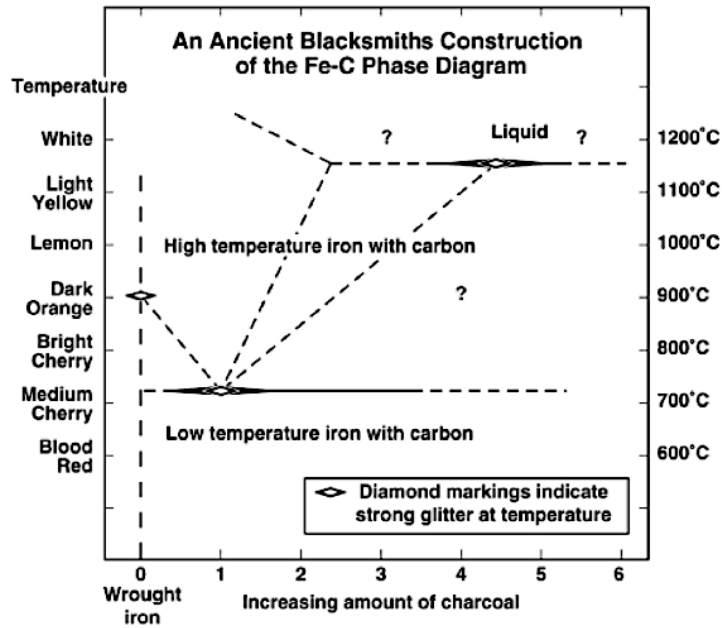 An Ancient Blacksmiths Construction
of the Fe-C Phase Diagram
Temperature
White
Light
Yellow
Lemon
Dark
Orange
Bright
Cherry
Medium
Cherry
Blood
Red
?
Liquid
?
High temperature iron with carbon
?
Low temperature iron with carbon
Diamond markings indicate
strong glitter at temperature
1200°C
1100°C
1000°C
900°C
800°C
700°C
600°C
0 1 2 3 4 5 6
Wrought
iron
Increasing amount of charcoal